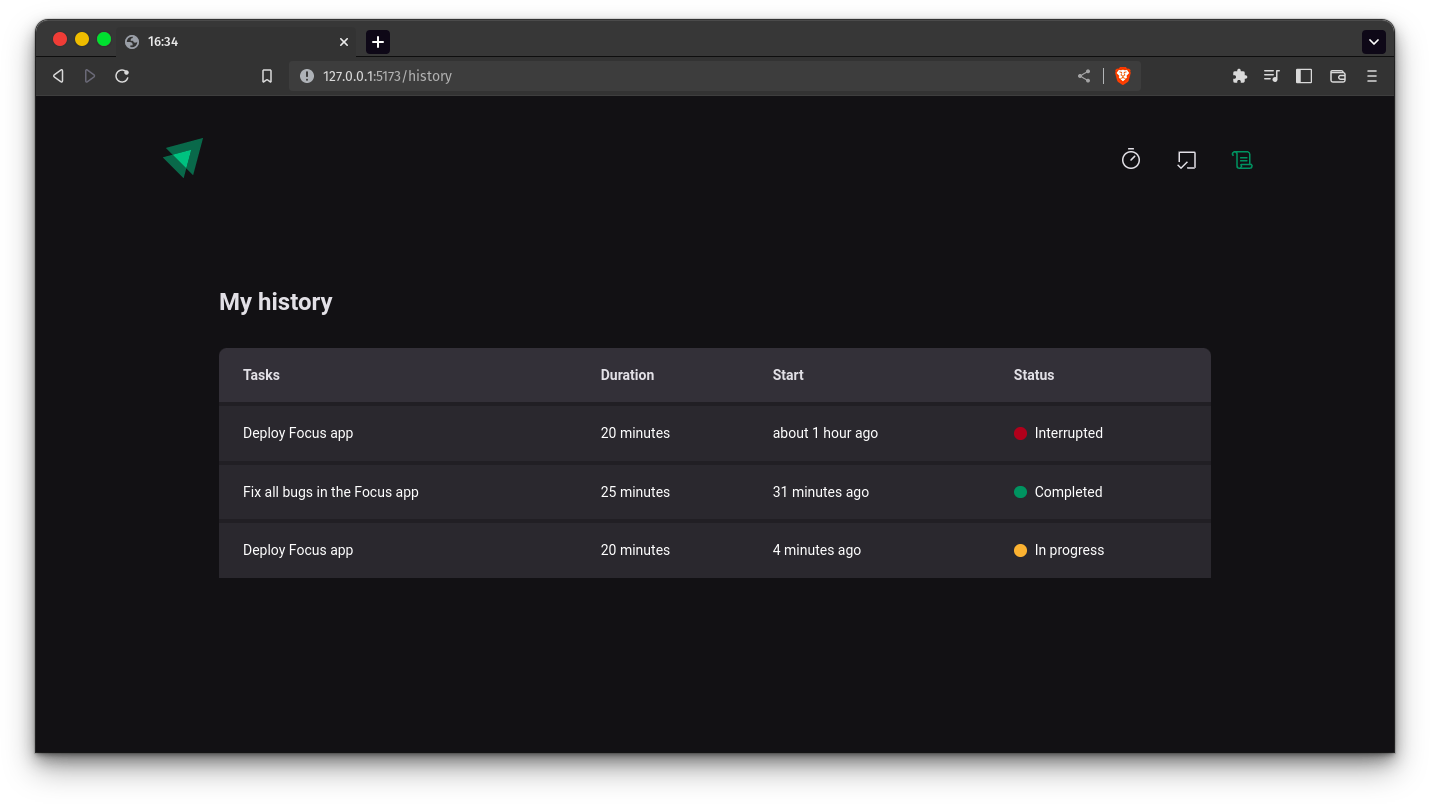 16:34
127.0.0.1:5173/history
My history
Tasks Duration Start Status
Deploy Focus app 20 minutes about 1 hour ago Interrupted
Fix all bugs in the Focus app 25 minutes 31 minutes ago Completed
Deploy Focus app 20 minutes 4 minutes ago In progress